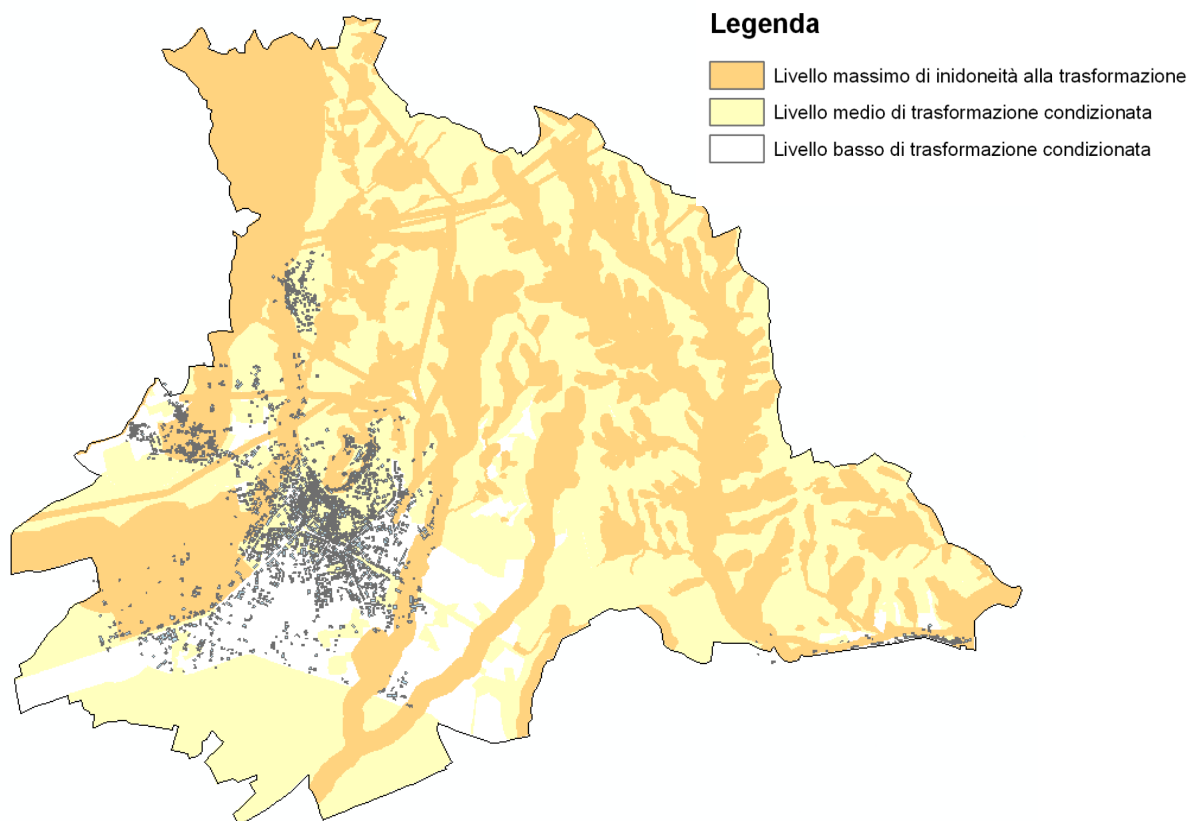 Legenda
Livello massimo di inidoneità alla trasformazione
Livello medio di trasformazione condizionata
Livello basso di trasformazione condizionata